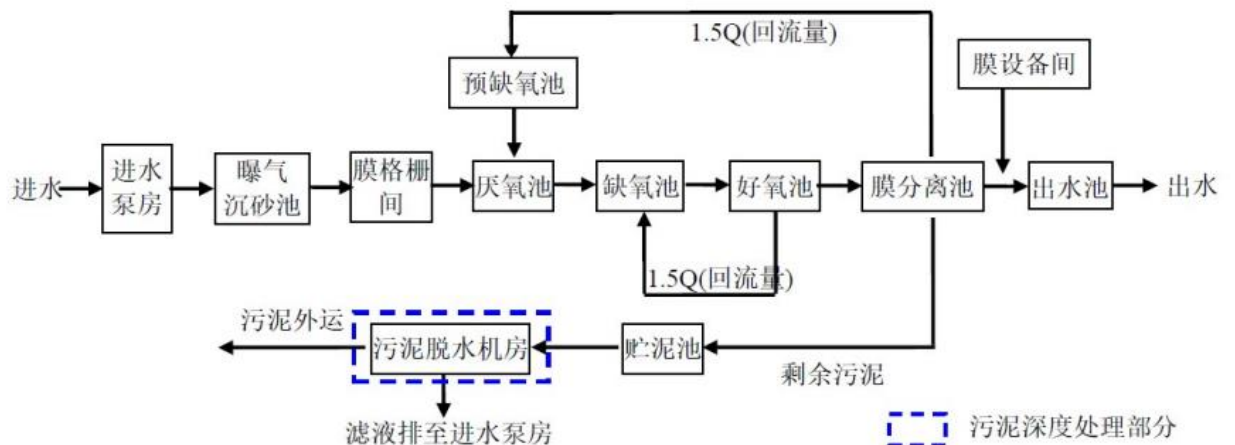 1.5Q(回流量)
膜设备间
预缺氧池
进水
进水
泵房
曝气
沉砂池
膜格栅
间
厌氧池
缺氧池
好氧池
膜分离池
出水池
出水
1.5Q(回流量)
污泥外运
污泥脱水机房
贮泥池
剩余污泥
滤液排至进水泵房
污泥深度处理部分